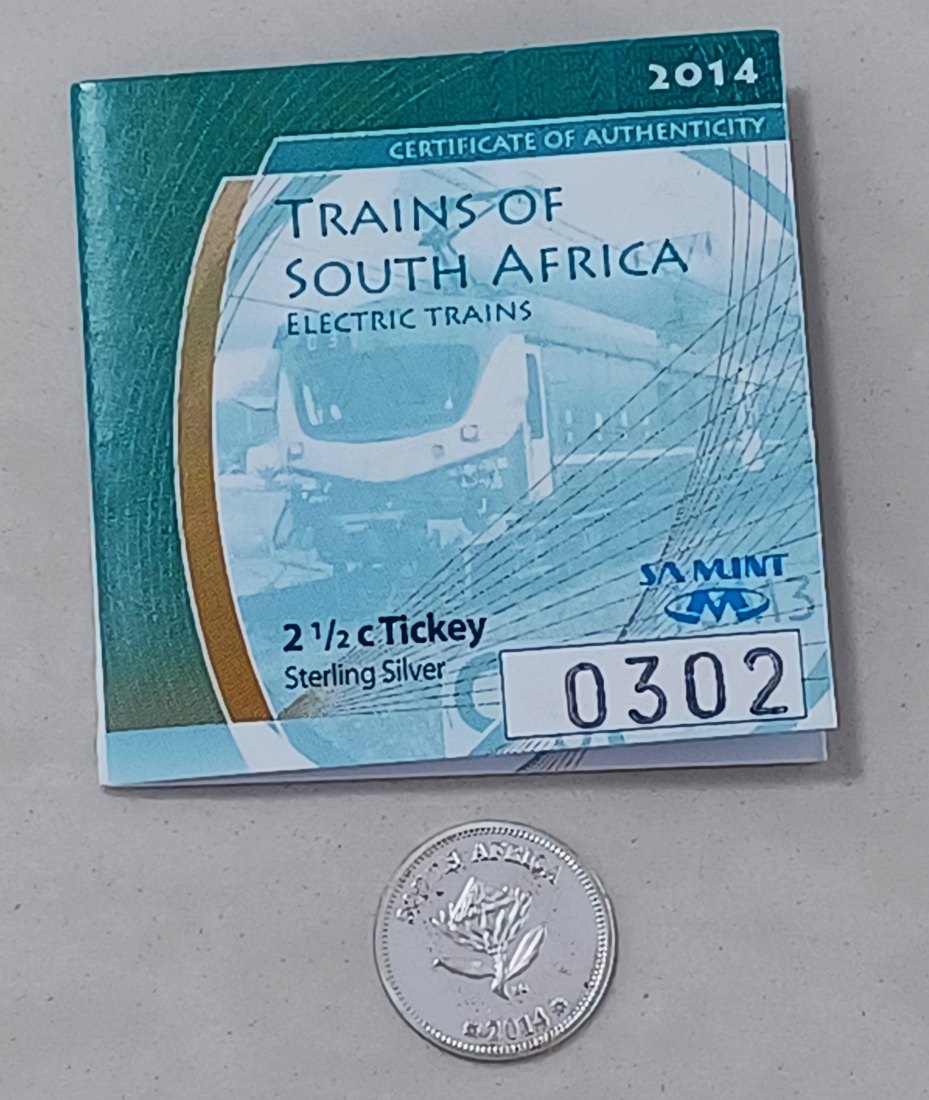 2014
CERTIFICATE OF AUTHENTICITY
TRAINS OF
SOUTH AFRICA
ELECTRIC TRAINS
SA MINT
2 1/2 c Tickey
Sterling Silver
0302
SOUTH AFRICA
2014